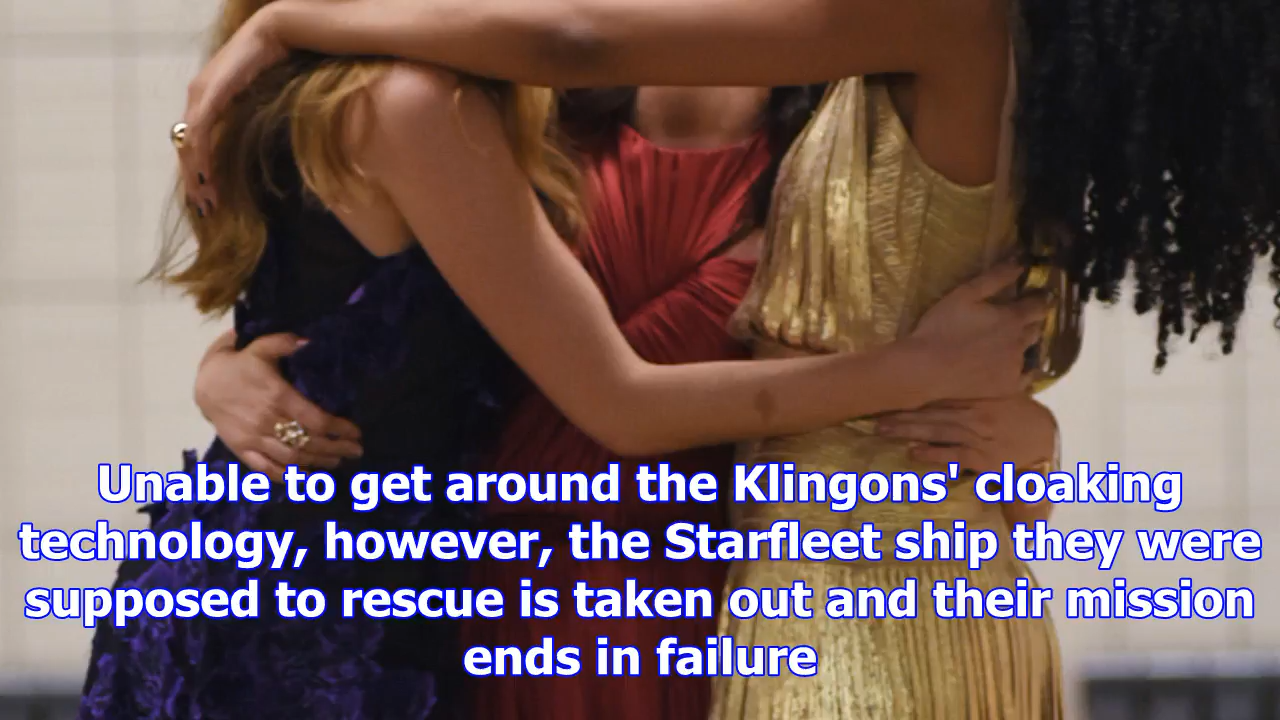 Unable to get around the Klingons' cloaking
technology, however, the Starfleet ship they were
supposed to rescue is taken out and their mission
ends in failure